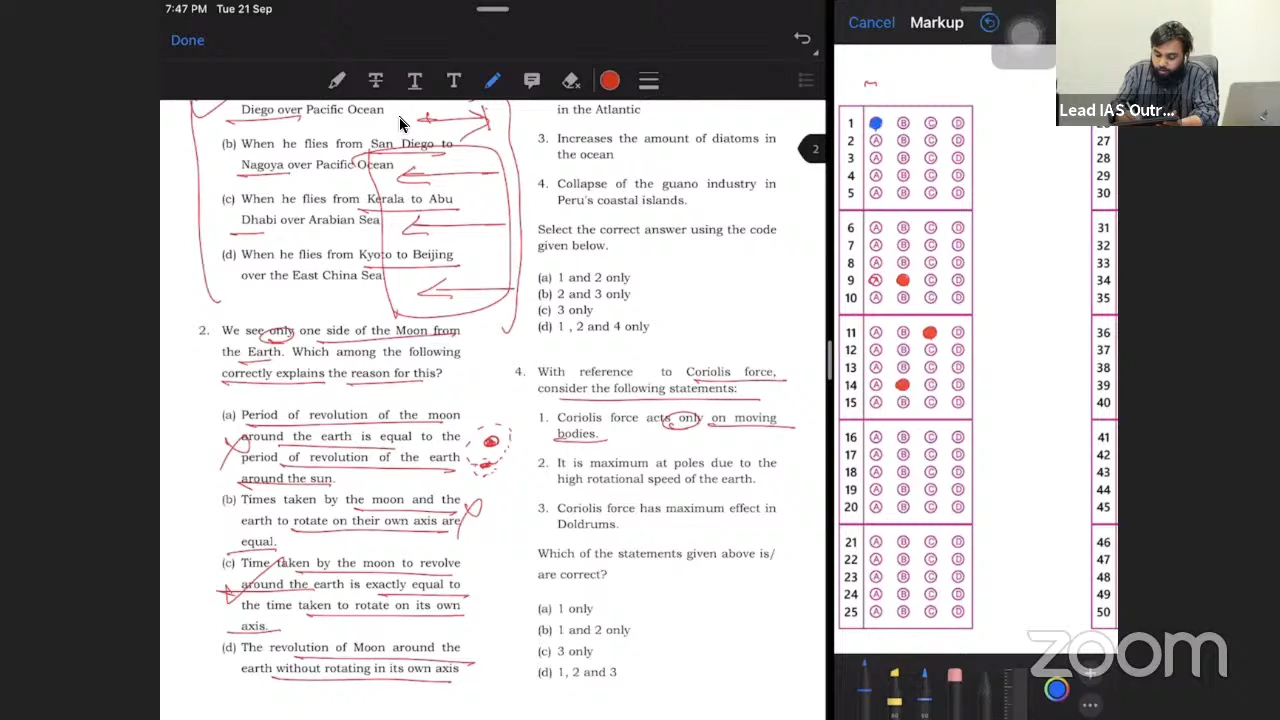 7:47 PM Tue 21 Sep
Done
Cancel Markup
Lead IAS Outr...
Diego over Pacific Ocean
(b) When he flies from San Diego to
Nagoya over Pacific Ocean
(c) When he flies from Kerala to Abu
Dhabi over Arabian Sea
(d) When he flies from Kyoto to Beijing
over the East China Sea
2. We see only one side of the Moon from
the Earth. Which among the following
correctly explains the reason for this?
(a) Period of revolution of the moon
around the earth is equal to the
period of revolution of the earth
around the sun.
(b) Times taken by the moon and the
earth to rotate on their own axis are
equal.
(c) Time taken by the moon to revolve
around the earth is exactly equal to
the time taken to rotate on its own
axis.
(d) The revolution of Moon around the
earth without rotating in its own axis
in the Atlantic
3. Increases the amount of diatoms in
the ocean
4. Collapse of the guano industry in
Peru's coastal islands.
Select the correct answer using the code
given below.
(a) 1 and 2 only
(b) 2 and 3 only
(c) 3 only
(d) 1 , 2 and 4 only
4. With reference to Coriolis force,
consider the following statements:
1. Coriolis force acts only on moving
bodies.
2. It is maximum at poles due to the
high rotational speed of the earth.
3. Coriolis force has maximum effect in
Doldrums.
Which of the statements given above is/
are correct?
(a) 1 only
(b) 1 and 2 only
(c) 3 only
(d) 1, 2 and 3
2
1 B C D
2 A B C D
3 A B C D
4 A B C D
5 A B C D
6 A B C D
7 A B C D
8 A B C D
9 A C D
10 A B C D
11 A B D
12 A B C D
13 A B C D
14 A C D
15 A B C D
16 A B C D
17 A B C D
18 A B C D
19 A B C D
20 A B C D
21 A B C D
22 A B C D
23 A B C D
24 A B C D
25 A B C D
27
28
29
30
31
32
33
34
35
36
37
38
39
40
41
42
43
44
45
46
47
48
49
50
zoom